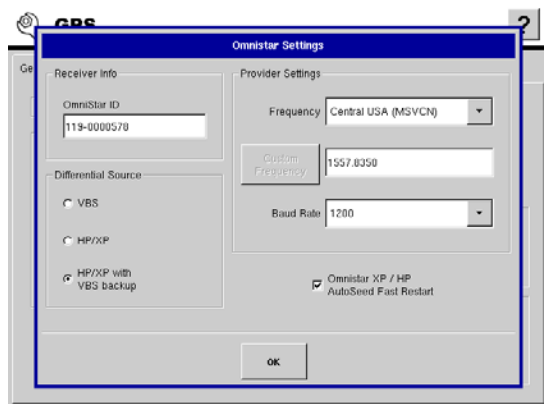 GPS
?
Omnistar Settings
Ge
Receiver Info
OmniStar ID
119-0000570
Differential Source
VBS
HP/XP
HP/XP with
VBS backup
Provider Settings
Frequency
Central USA (MSVCN)
Custom
Frequency
1557.8350
Baud Rate
1200
Omnistar XP / HP
AutoSeed Fast Restart
OK